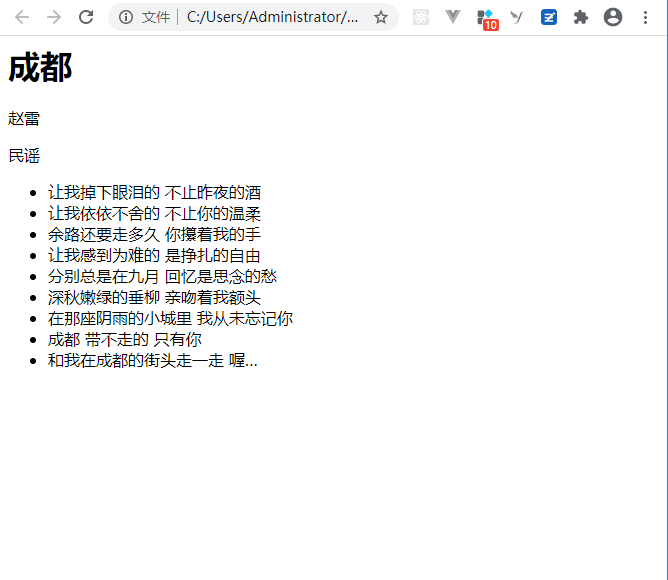 文件 C:/Users/Administrator/...
10
成都
赵雷
民谣
让我掉下眼泪的 不止昨夜的酒
让我依依不舍的 不止你的温柔
余路还要走多久 你攥着我的手
让我感到为难的 是挣扎的自由
分别总是在九月 回忆是思念的愁
深秋嫩绿的垂柳 亲吻着我额头
在那座阴雨的小城里 我从未忘记你
成都 带不走的 只有你
和我在成都的街头走一走 喔...